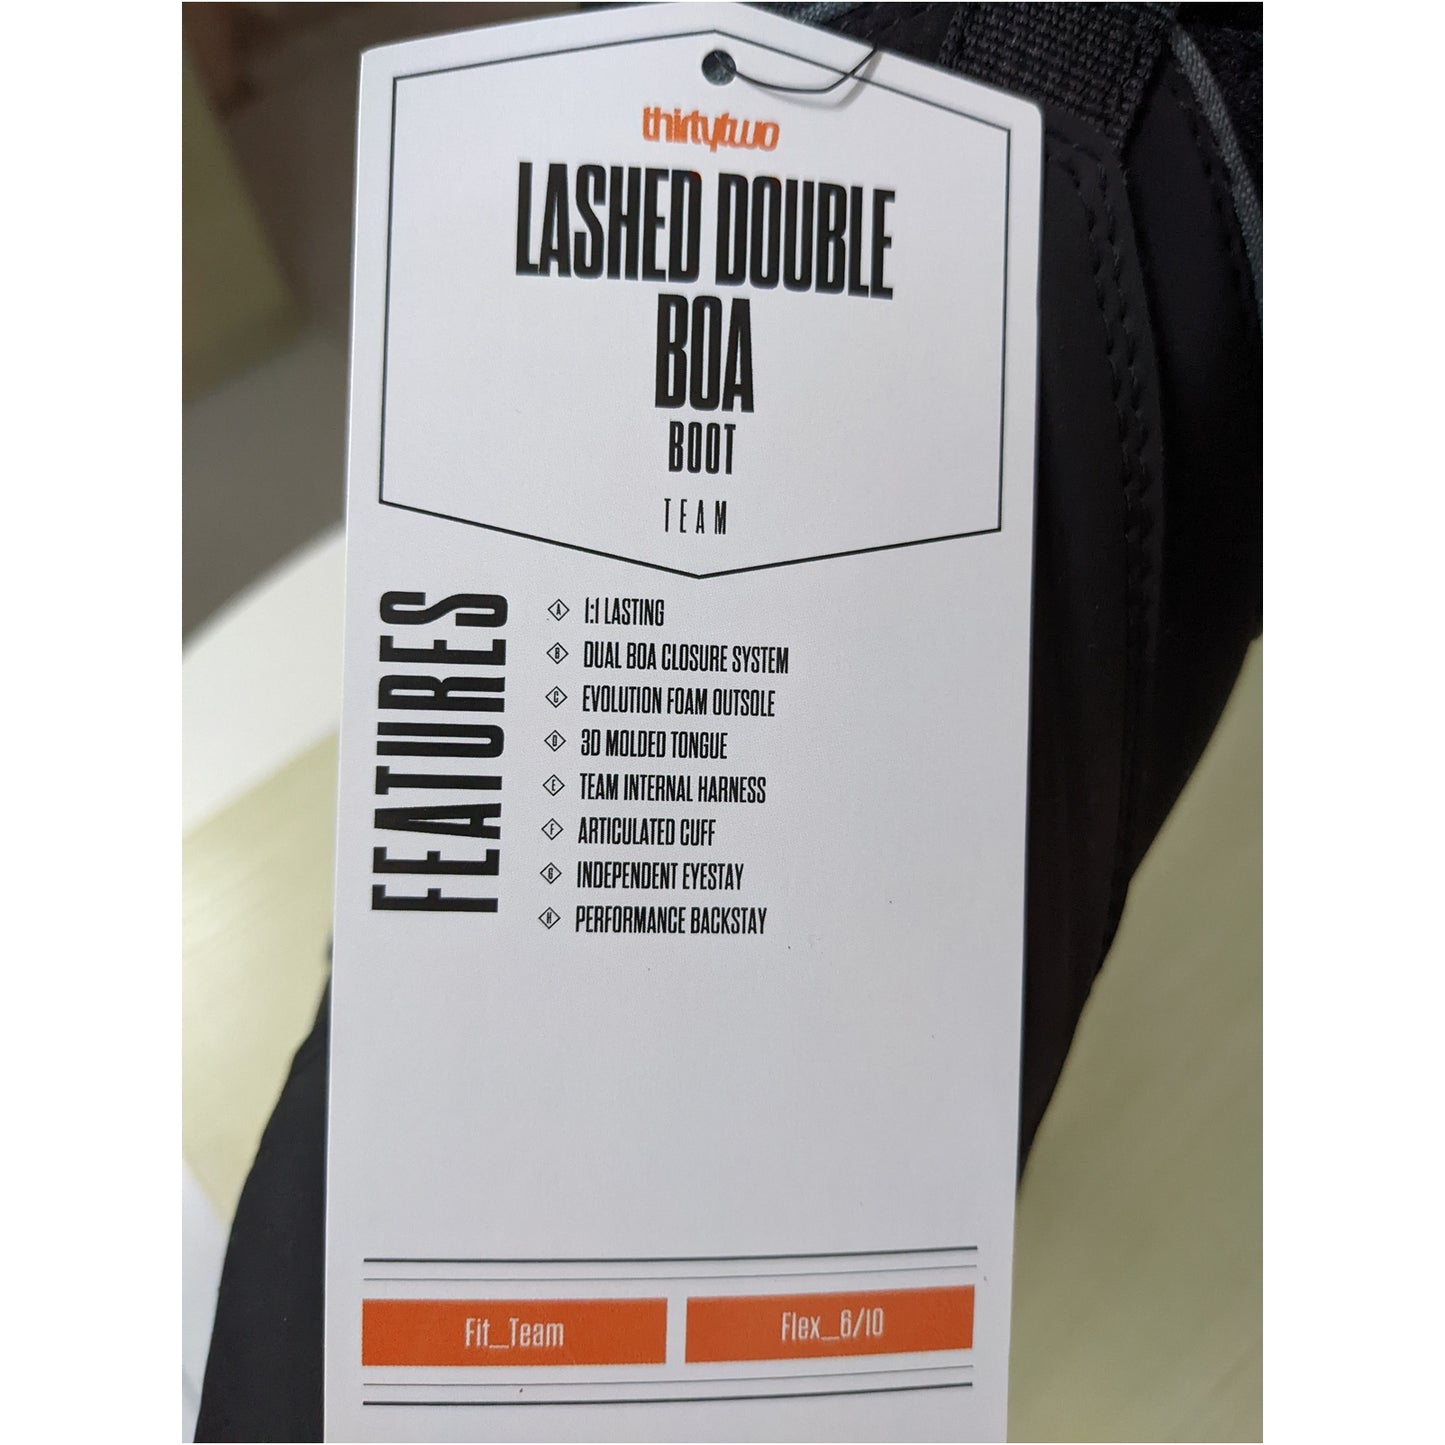 thirtytwo
LASHED DOUBLE
BOA
BOOT
TEAM
FEATURES
A 1:1 LASTING
B DUAL BOA CLOSURE SYSTEM
C EVOLUTION FOAM OUTSOLE
D 3D MOLDED TONGUE
E TEAM INTERNAL HARNESS
F ARTICULATED CUFF
G INDEPENDENT EYESTAY
H PERFORMANCE BACKSTAY
Fit_Team
Flex_6/10